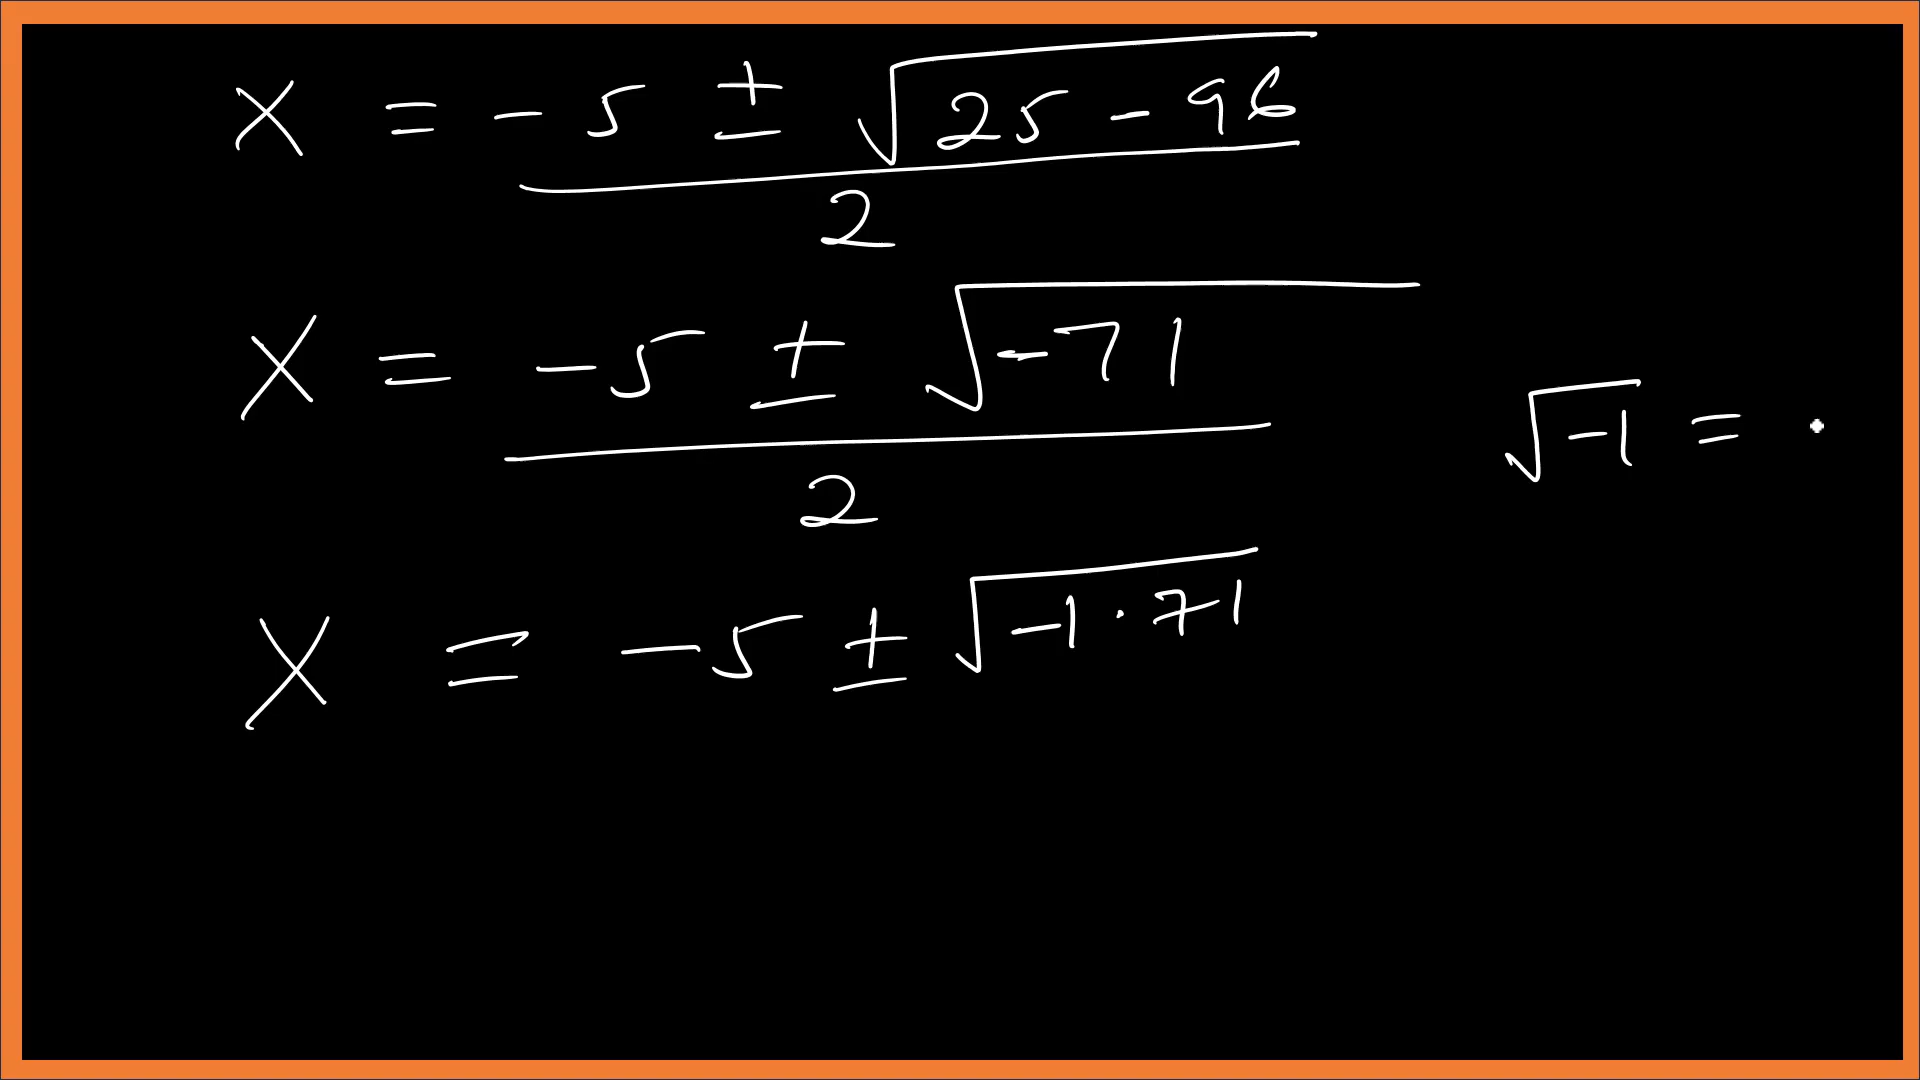 X = -5 ± √25 - 96
2
X = -5 ± √-71
2
√-1 =
X = -5 ± √-1 · 71